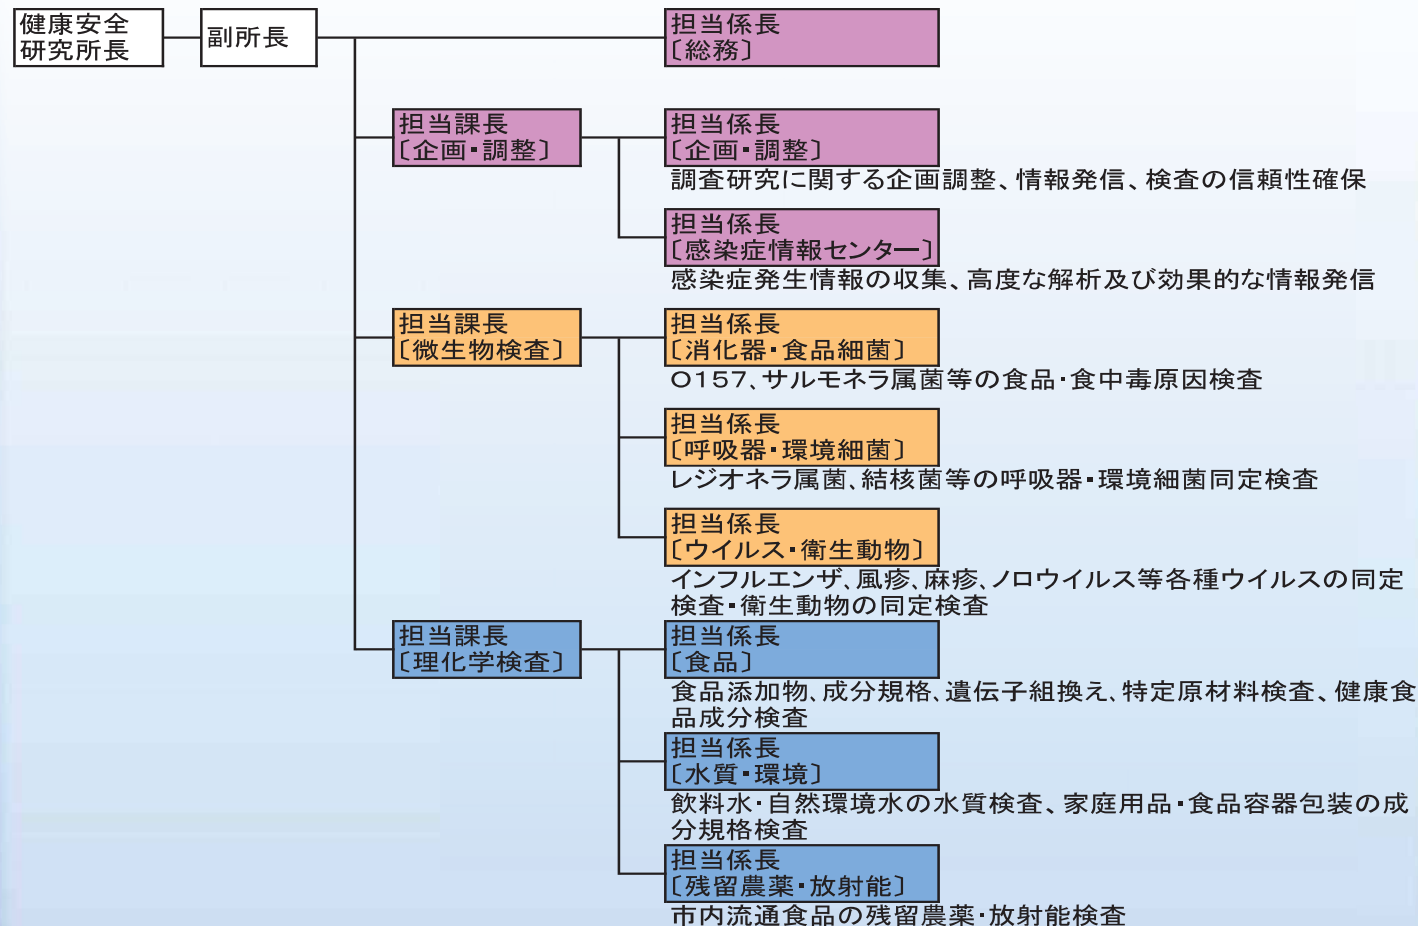 健康安全
研究所長
副所長
担当係長
〔総務〕
担当課長
〔企画・調整〕
担当係長
〔企画・調整〕
調査研究に関する企画調整、情報発信、検査の信頼性確保
担当係長
〔感染症情報センター〕
感染症発生情報の収集、高度な解析及び効果的な情報発信
担当課長
〔微生物検査〕
担当係長
〔消化器・食品細菌〕
O157、サルモネラ属菌等の食品・食中毒原因検査
担当係長
〔呼吸器・環境細菌〕
レジオネラ属菌、結核菌等の呼吸器・環境細菌同定検査
担当係長
〔ウイルス・衛生動物〕
インフルエンザ、風疹、麻疹、ノロウイルス等各種ウイルスの同定
検査・衛生動物の同定検査
担当課長
〔理化学検査〕
担当係長
〔食品〕
食品添加物、成分規格、遺伝子組換え、特定原材料検査、健康食
品成分検査
担当係長
〔水質・環境〕
飲料水・自然環境水の水質検査、家庭用品・食品容器包装の成
分規格検査
担当係長
〔残留農薬・放射能〕
市内流通食品の残留農薬・放射能検査